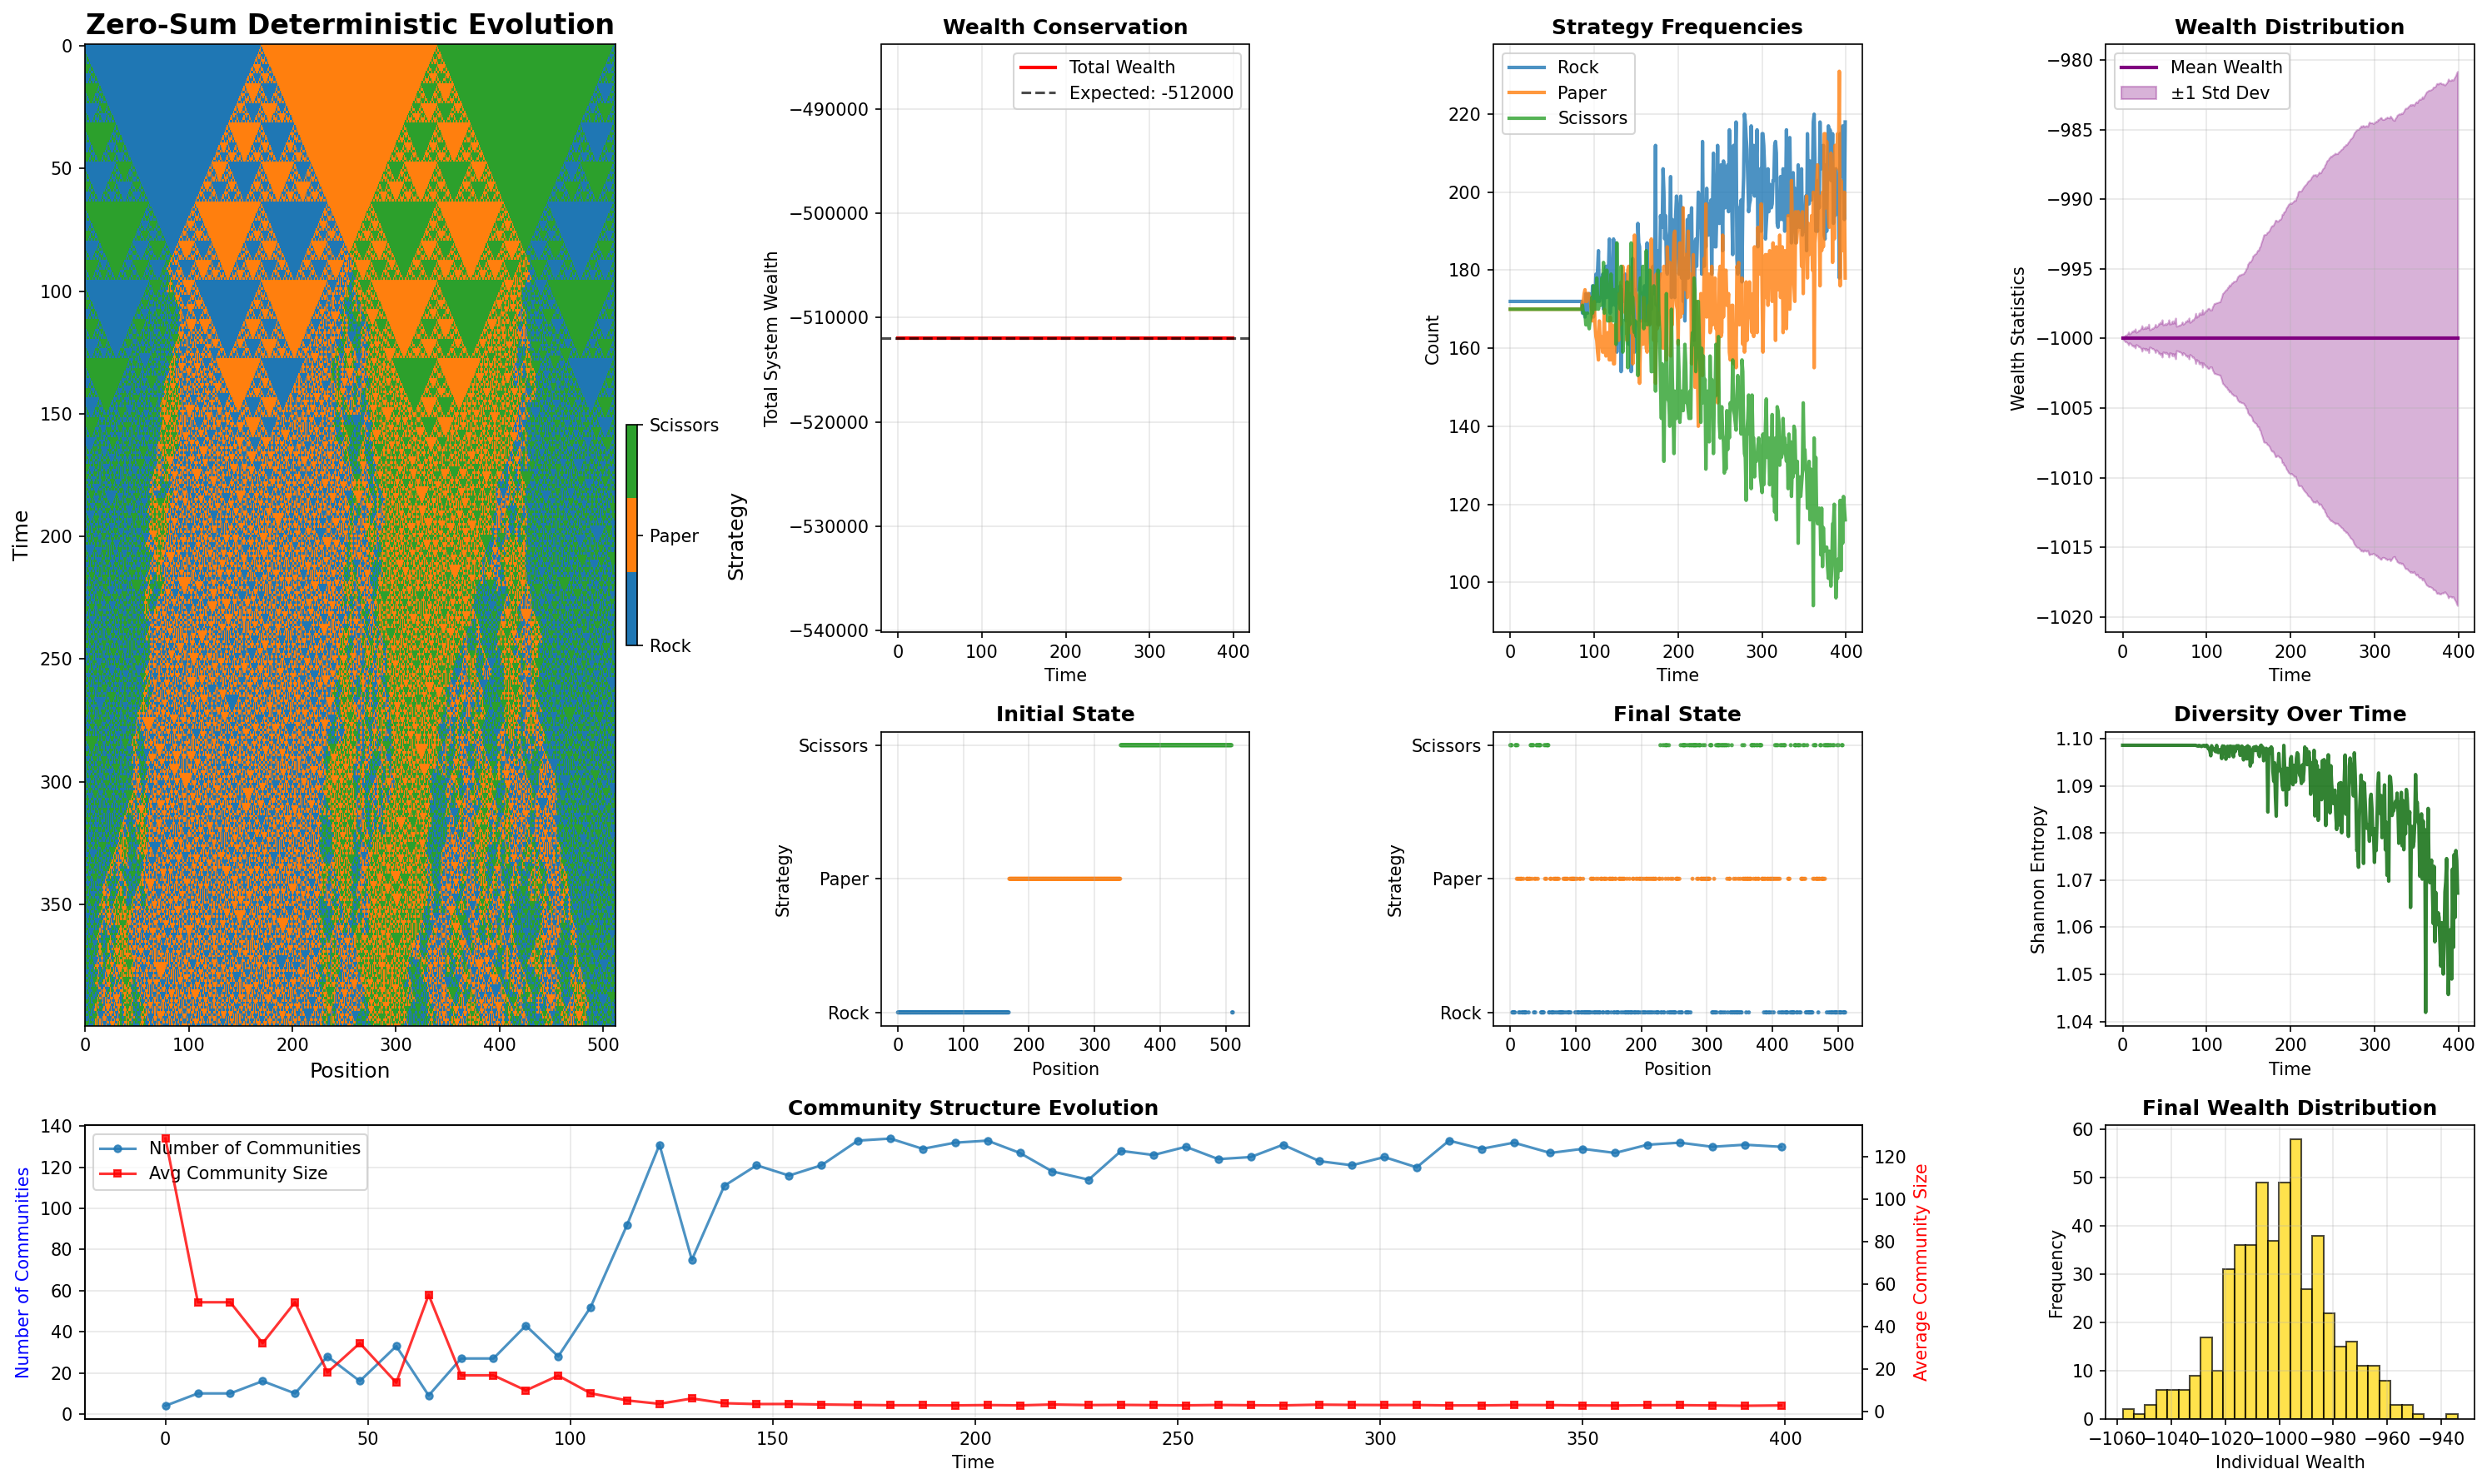 Zero-Sum Deterministic Evolution
0
50
100
150
200
250
300
350
Time
0 100 200 300 400 500
Position
Scissors
Paper
Rock
Strategy
Wealth Conservation
Total Wealth
Expected: -512000
−490000
−500000
−510000
−520000
−530000
−540000
Total System Wealth
0 100 200 300 400
Time
Strategy Frequencies
Rock
Paper
Scissors
220
200
180
160
140
120
100
Count
0 100 200 300 400
Time
Wealth Distribution
Mean Wealth
±1 Std Dev
−980
−985
−990
−995
−1000
−1005
−1010
−1015
−1020
Wealth Statistics
0 100 200 300 400
Time
Initial State
Scissors
Paper
Rock
Strategy
0 100 200 300 400 500
Position
Final State
Scissors
Paper
Rock
Strategy
0 100 200 300 400 500
Position
Diversity Over Time
1.10
1.09
1.08
1.07
1.06
1.05
1.04
Shannon Entropy
0 100 200 300 400
Time
Community Structure Evolution
Number of Communities
Avg Community Size
140
120
100
80
60
40
20
0
Number of Communities
120
100
80
60
40
20
0
Average Community Size
0 50 100 150 200 250 300 350 400
Time
Final Wealth Distribution
60
50
40
30
20
10
0
Frequency
−1060 −1040 −1020 −1000 −980 −960 −940
Individual Wealth